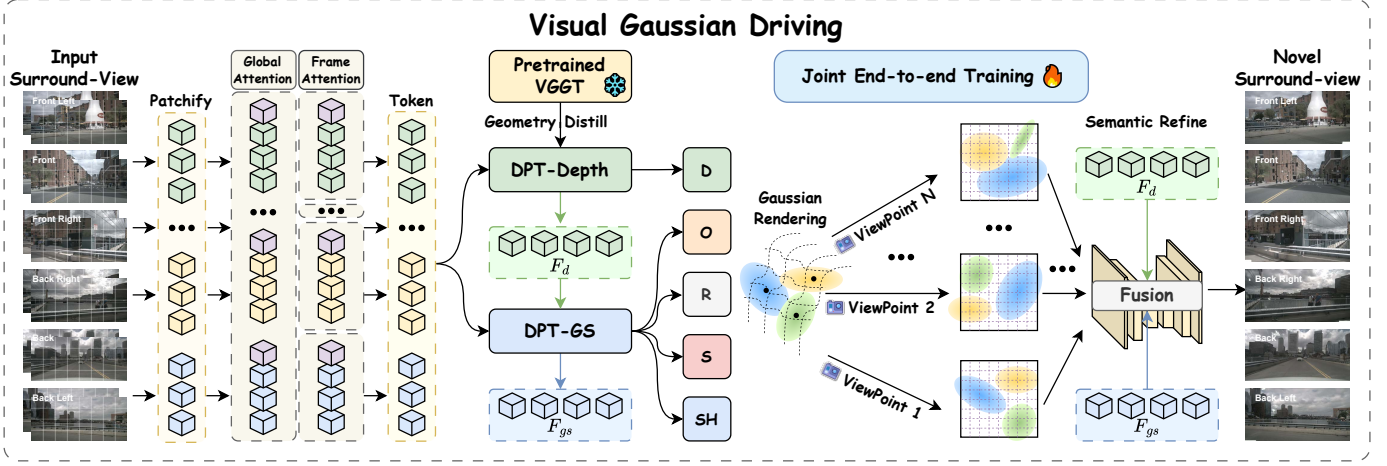 Visual Gaussian Driving
Input
Surround-View
Front Left
Front
Front Right
Back Right
Back
Back Left
Patchify
Global
Attention
Frame
Attention
Token
Pretrained
VGGT
Geometry Distill
DPT-Depth
F_d
DPT-GS
F_gs
D
O
R
S
SH
Joint End-to-end Training
Gaussian
Rendering
ViewPoint N
ViewPoint 2
ViewPoint 1
Semantic Refine
F_d
Fusion
F_gs
Novel
Surround-view
Front Left
Front
Front Right
Back Right
Back
Back Left